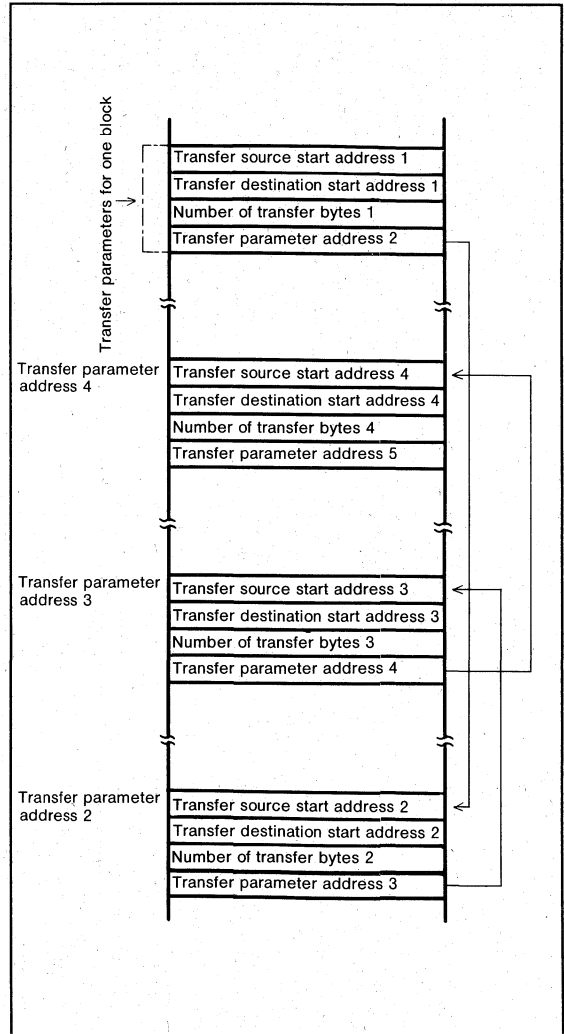 Transfer parameters for one block
Transfer source start address 1
Transfer destination start address 1
Number of transfer bytes 1
Transfer parameter address 2
Transfer parameter
address 4
Transfer source start address 4
Transfer destination start address 4
Number of transfer bytes 4
Transfer parameter address 5
Transfer parameter
address 3
Transfer source start address 3
Transfer destination start address 3
Number of transfer bytes 3
Transfer parameter address 4
Transfer parameter
address 2
Transfer source start address 2
Transfer destination start address 2
Number of transfer bytes 2
Transfer parameter address 3